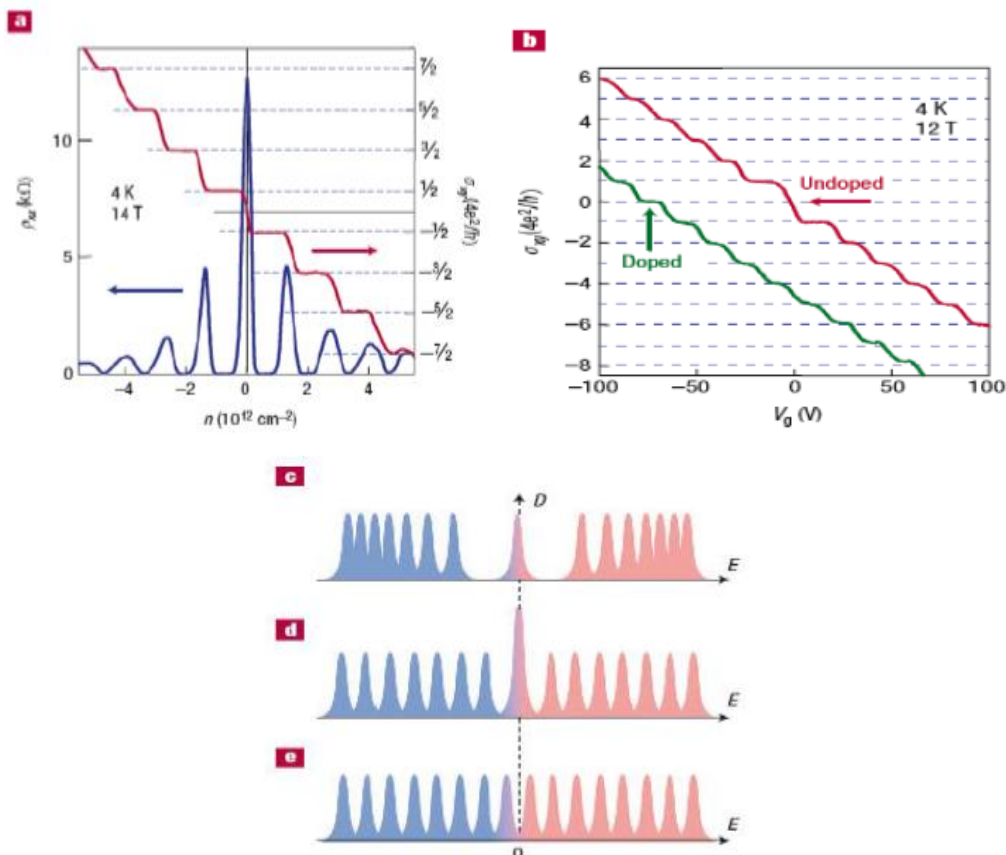 a
7/2
5/2
3/2
1/2
−1/2
−3/2
−5/2
−7/2
10
5
0
ρxx (kΩ)
4 K
14 T
σxy (4e²/h)
−4
−2
0
2
4
n (10¹² cm⁻²)
b
6
4
2
0
−2
−4
−6
−8
σxy (4e²/h)
4 K
12 T
Undoped
Doped
−100
−50
0
50
100
Vg (V)
c
D
E
d
E
e
E
0